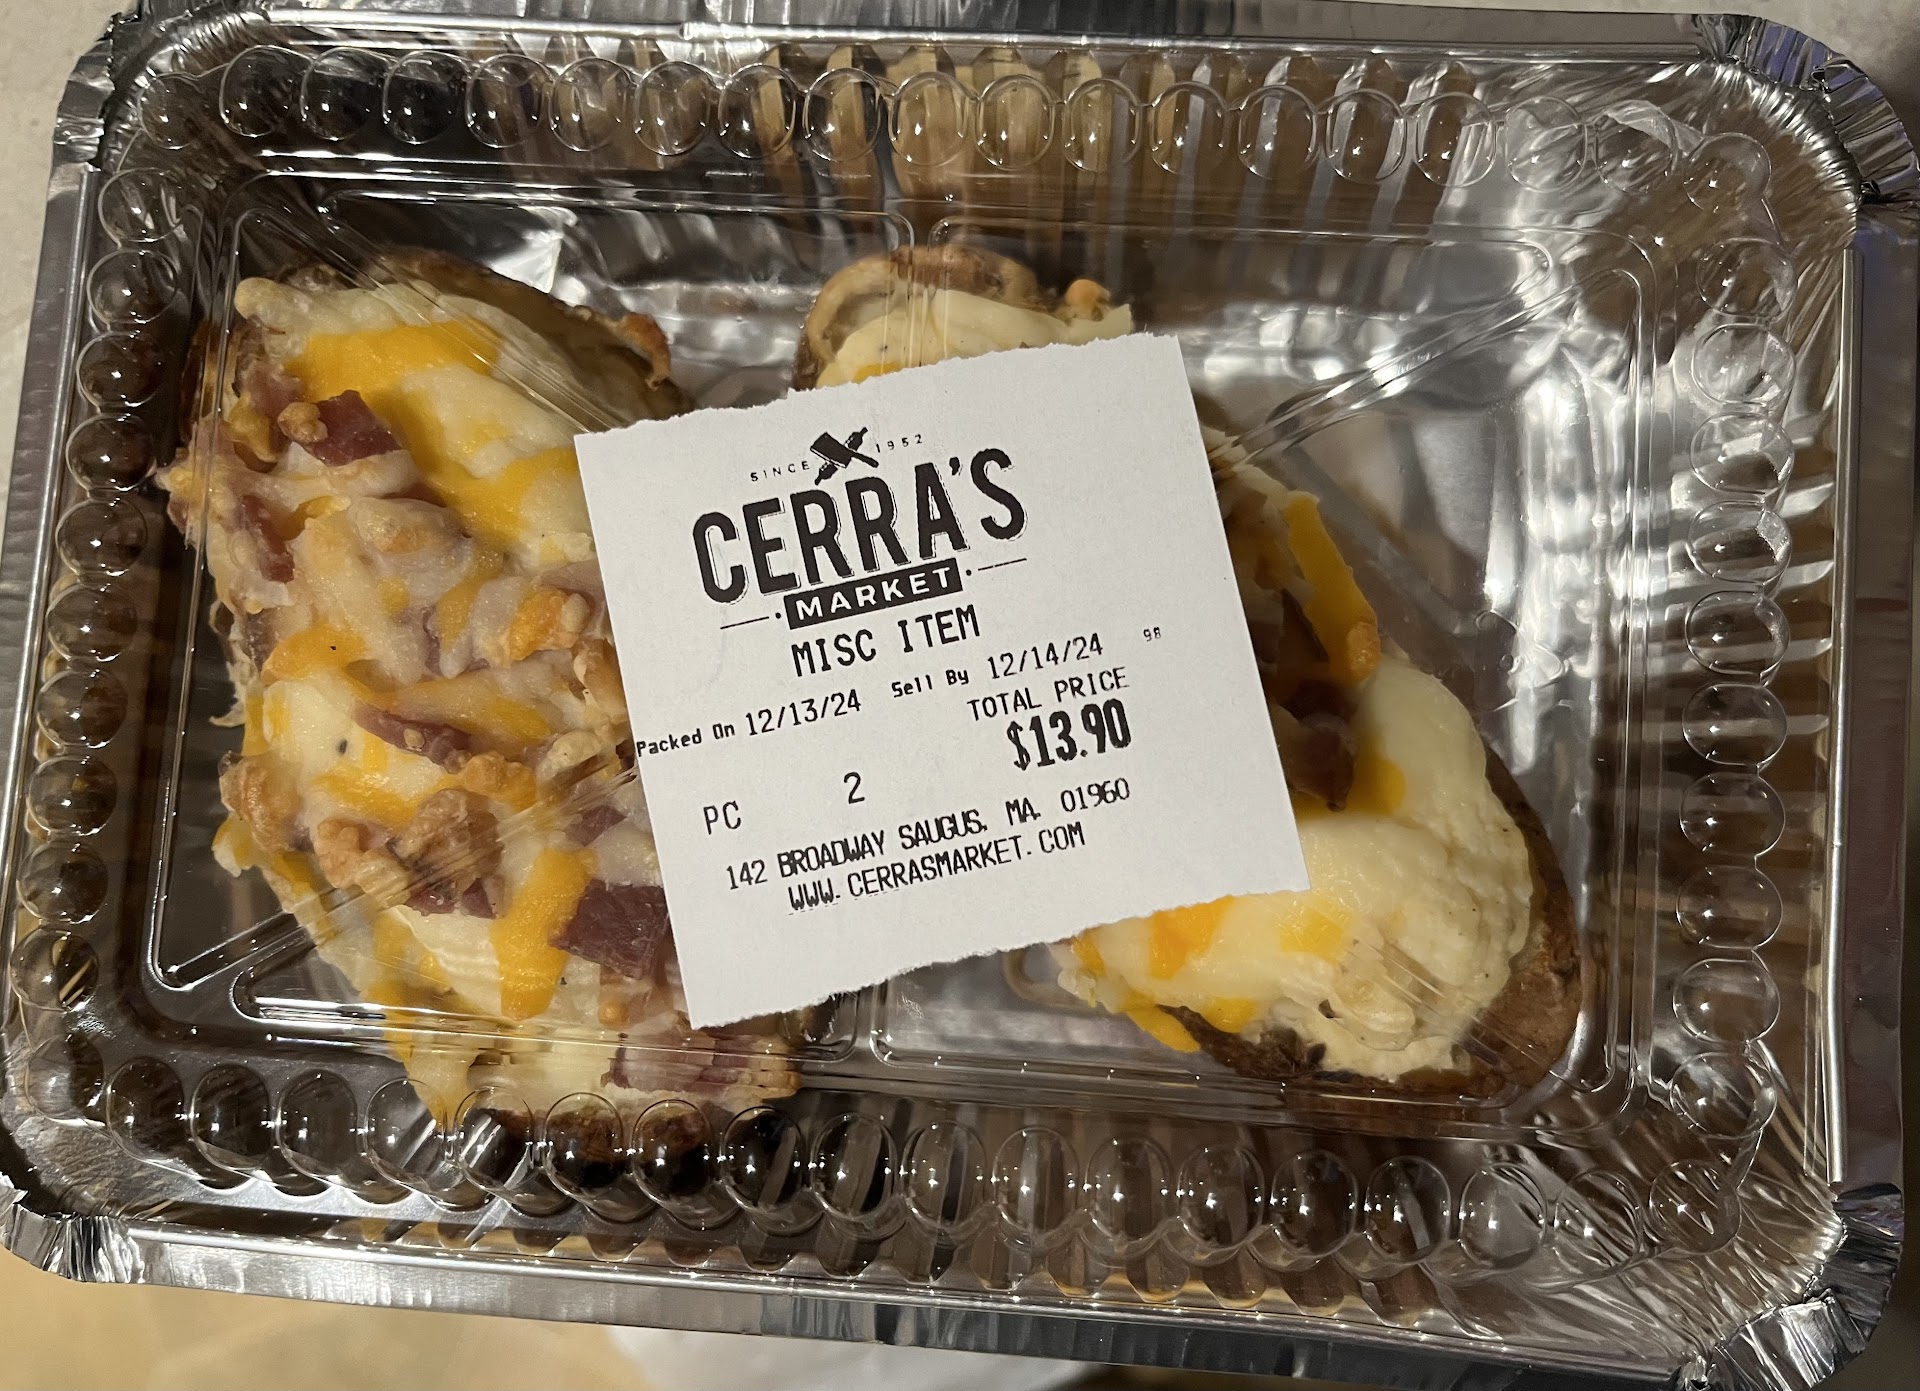 SINCE 1952
CERRA'S
MARKET
MISC ITEM
98
Packed On 12/13/24 Sell By 12/14/24
TOTAL PRICE
$13.90
PC 2
142 BROADWAY SAUGUS, MA. 01960
WWW.CERRASMARKET.COM